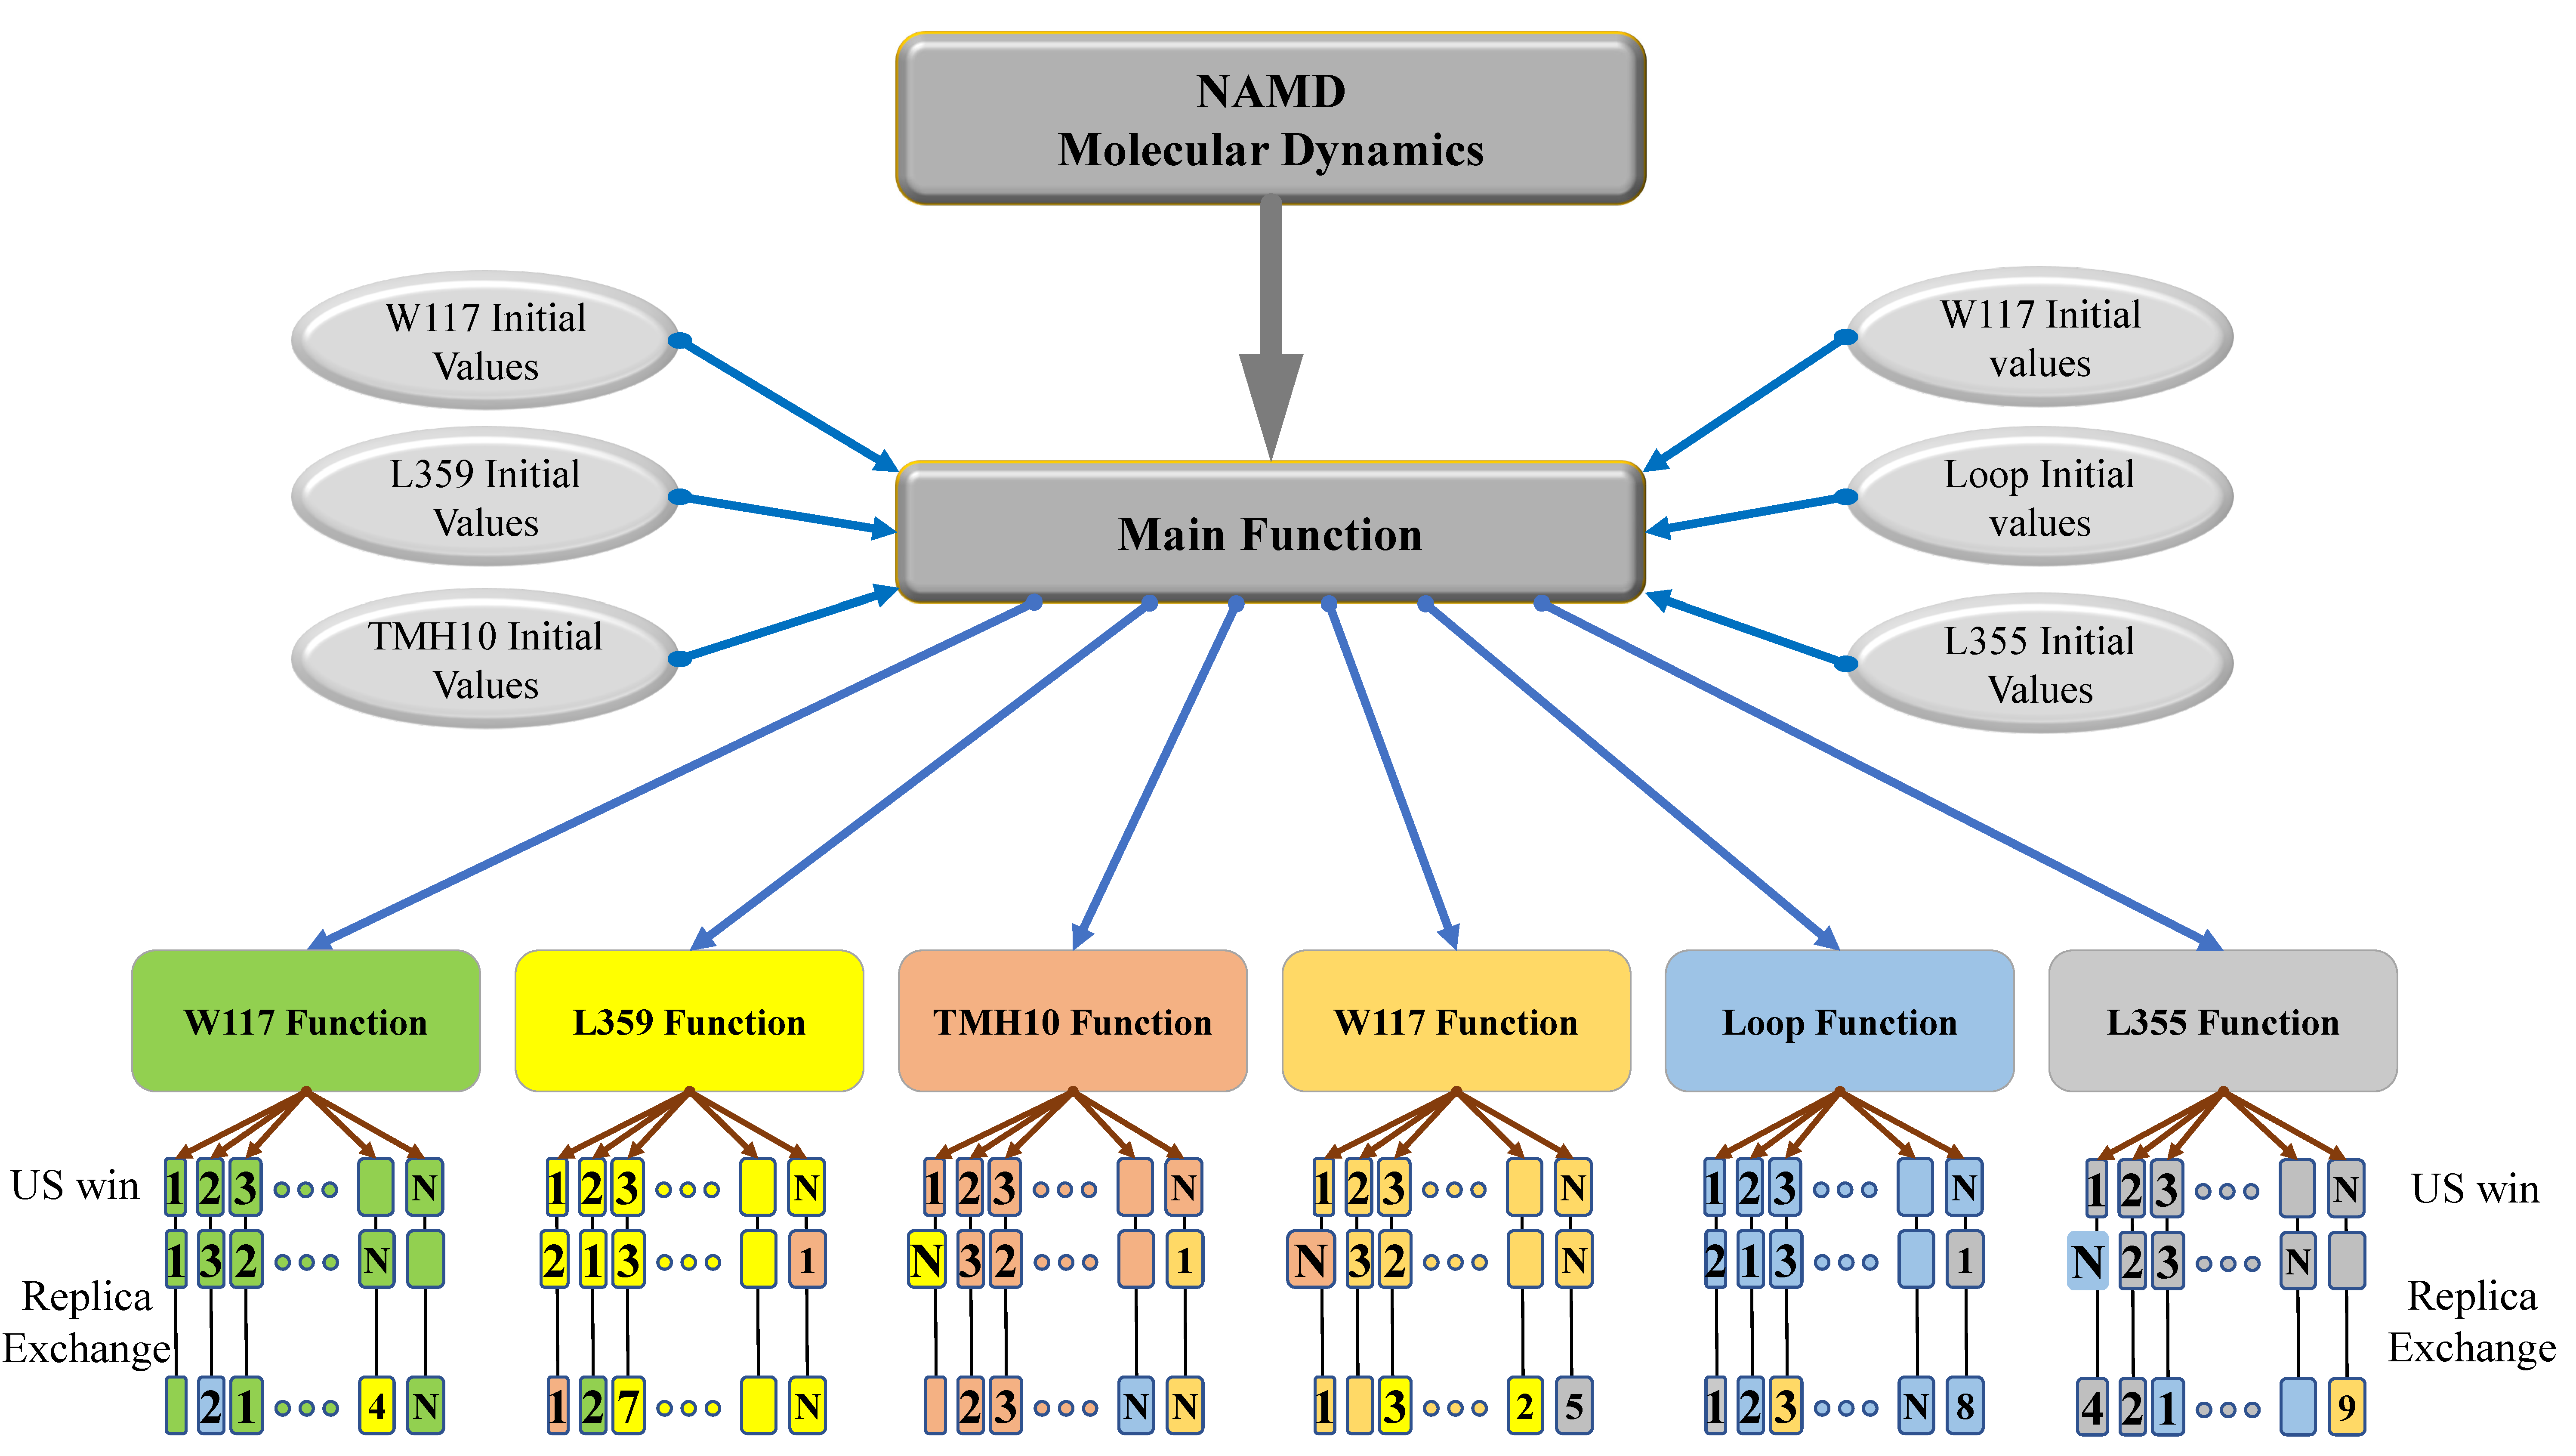 NAMD
Molecular Dynamics
W117 Initial
Values
L359 Initial
Values
TMH10 Initial
Values
W117 Initial
values
Loop Initial
values
L355 Initial
Values
Main Function
W117 Function
L359 Function
TMH10 Function
W117 Function
Loop Function
L355 Function
US win
1 2 3 N
1 2 3 N
1 2 3 N
1 2 3 N
1 2 3 N
1 2 3 N
US win
1 3 2 N
2 1 3 1
N 3 2 1
N 3 2 N
2 1 3 1
N 2 3 N
Replica
Exchange
Replica
Exchange
2 1 4 N
1 2 7 N
2 3 N N
1 3 2 5
1 2 3 N 8
4 2 1 9